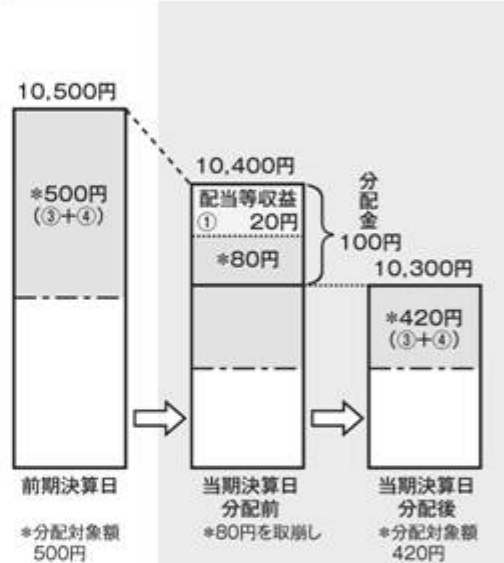 10,500円
*500円
(③+④)
前期決算日
*分配対象額
500円
10,400円
配当等収益
① 20円
*80円
分配金
100円
当期決算日
分配前
*80円を取崩し
10,300円
*420円
(③+④)
当期決算日
分配後
*分配対象額
420円